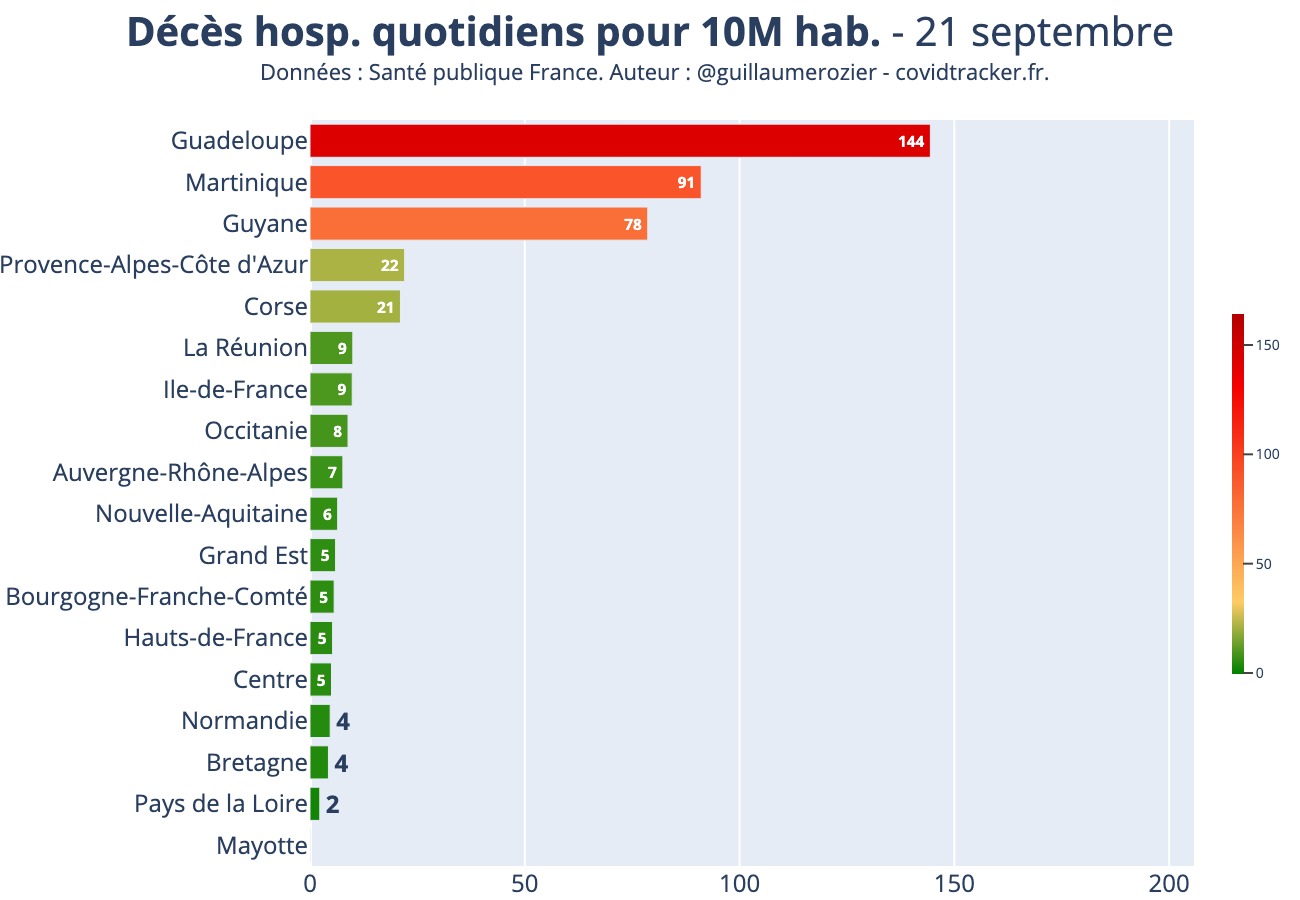 Décès hosp. quotidiens pour 10M hab. - 21 septembre
Données : Santé publique France. Auteur : @guillaumerozier - covidtracker.fr.
Guadeloupe 144
Martinique 91
Guyane 78
Provence-Alpes-Côte d'Azur 22
Corse 21
La Réunion 9
Ile-de-France 9
Occitanie 8
Auvergne-Rhône-Alpes 7
Nouvelle-Aquitaine 6
Grand Est 5
Bourgogne-Franche-Comté 5
Hauts-de-France 5
Centre 5
Normandie 4
Bretagne 4
Pays de la Loire 2
Mayotte
0 50 100 150 200
150
100
50
0